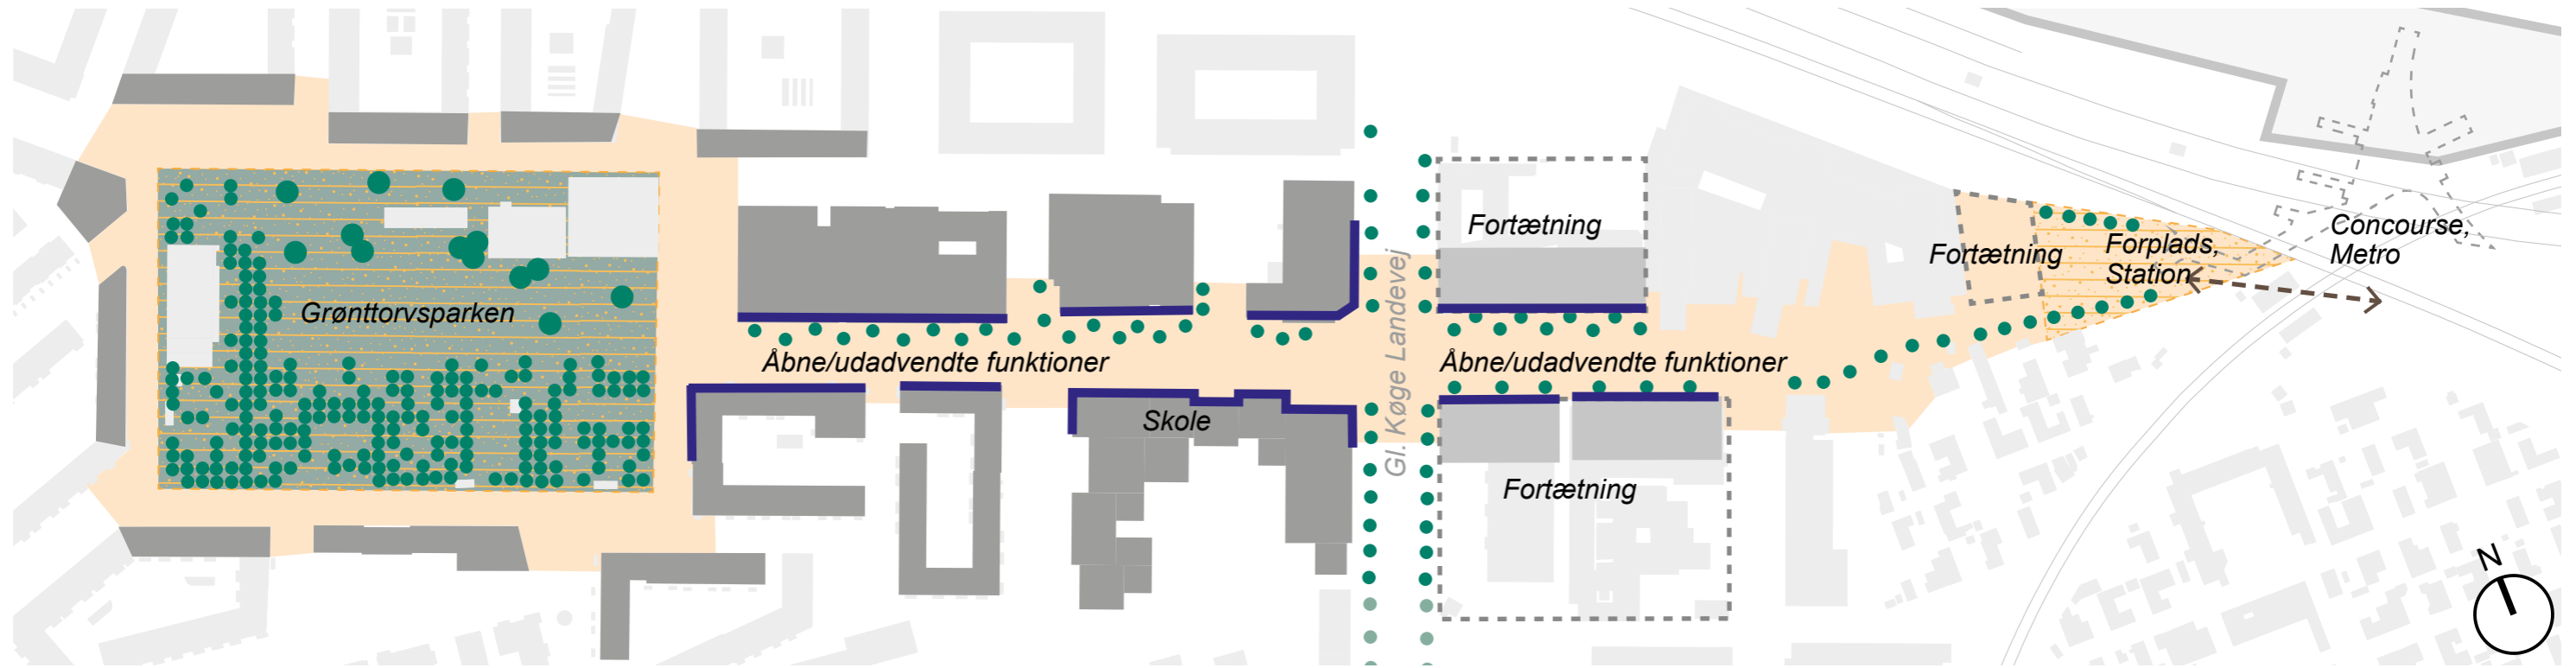 Grønttorvsparken
Åbne/udadvendte funktioner
Skole
Gl. Køge Landevej
Fortætning
Åbne/udadvendte funktioner
Fortætning
Fortætning
Forplads,
Station
Concourse,
Metro
N